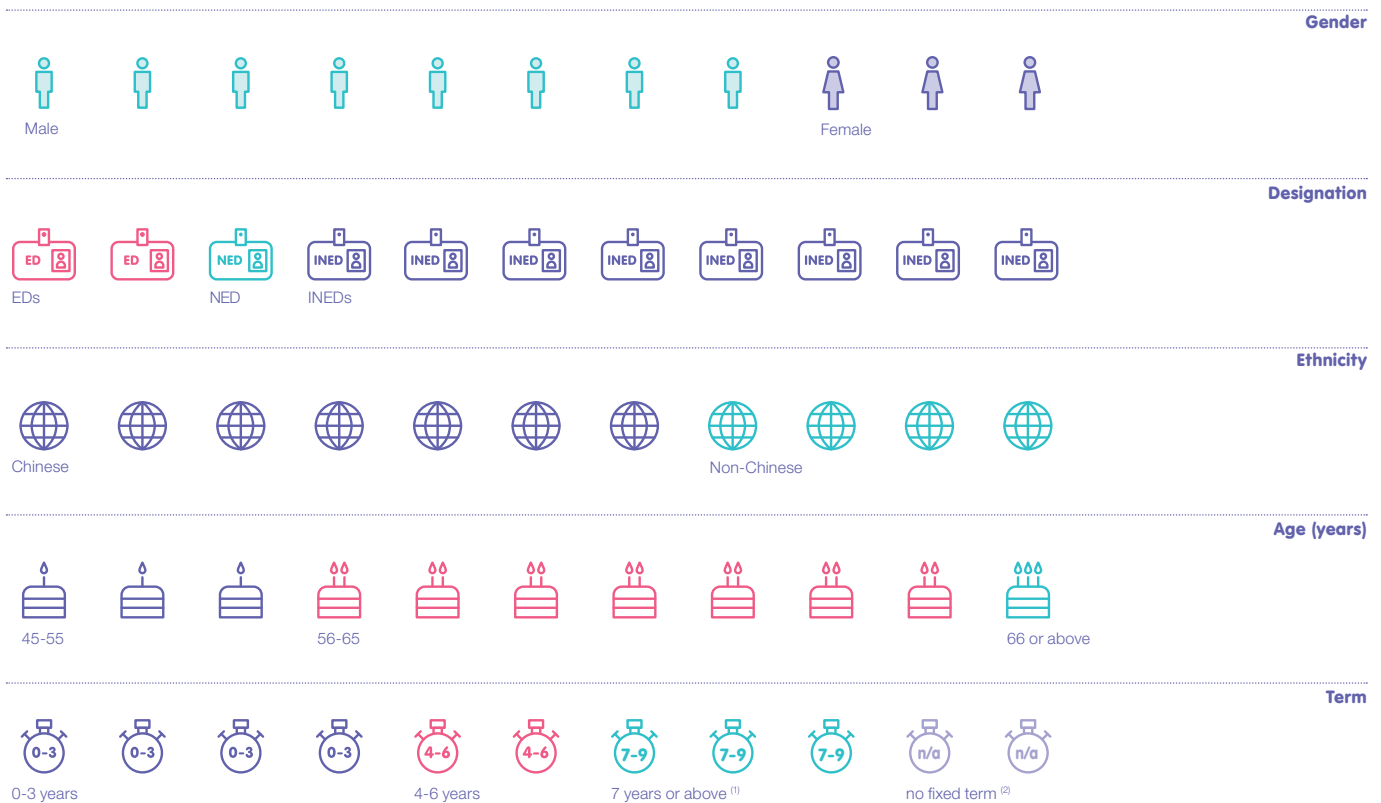 Gender
Male
Female
Designation
ED ED NED INED INED INED INED INED INED INED INED
EDs NED INEDs
Ethnicity
Chinese Non-Chinese
Age (years)
45-55 56-65 66 or above
Term
0-3 0-3 0-3 0-3 4-6 4-6 7-9 7-9 7-9 n/a n/a
0-3 years 4-6 years 7 years or above (1) no fixed term (2)